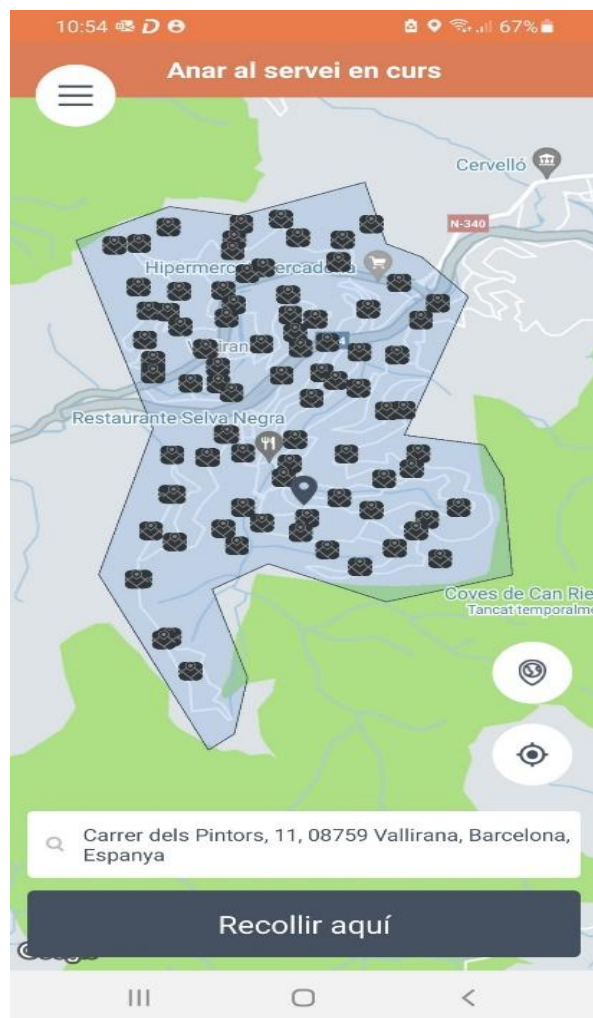 10:54
67%
Anar al servei en curs
Cervelló
N-340
Restaurante Selva Negra
Coves de Can Rie
Tancat temporalme
Carrer dels Pintors, 11, 08759 Vallirana, Barcelona,
Espanya
Recollir aquí